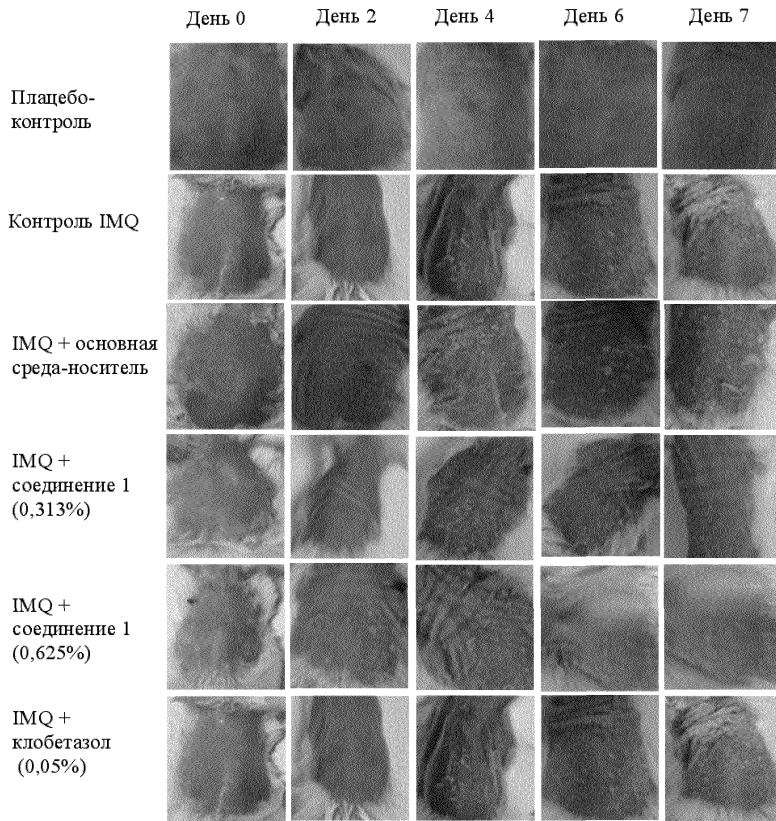 День 0 День 2 День 4 День 6 День 7
Плацебо-
контроль
Контроль IMQ
IMQ + основная
среда-носитель
IMQ +
соединение 1
(0,313%)
IMQ +
соединение 1
(0,625%)
IMQ +
клобетазол
(0,05%)